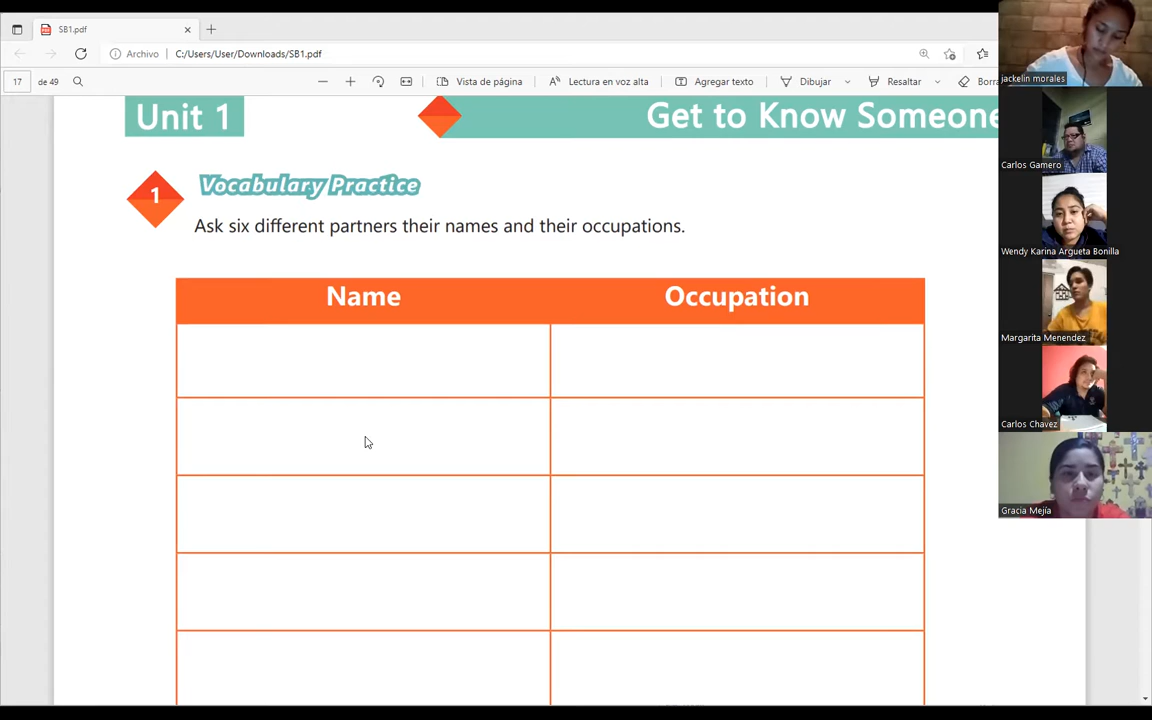 SB1.pdf
Archivo
C:/Users/User/Downloads/SB1.pdf
17
de 49
Vista de página
Lectura en voz alta
Agregar texto
Dibujar
Resaltar
Borra
Unit 1
Get to Know Someone
1
Vocabulary Practice
Ask six different partners their names and their occupations.
Name
Occupation
jackelin morales
Carlos Gamero
Wendy Karina Argueta Bonilla
Margarita Menendez
Carlos Chavez
Gracia Mejía